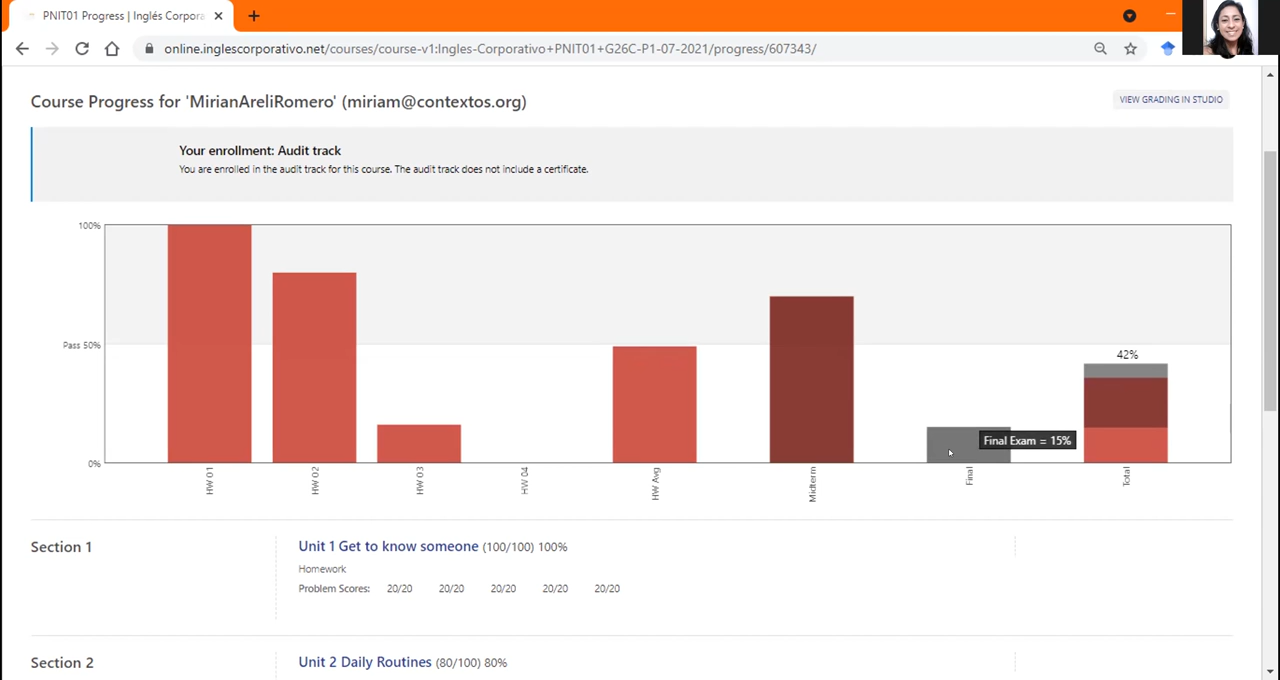 PNIT01 Progress | Inglés Corpora
online.inglescorporativo.net/courses/course-v1:Ingles-Corporativo+PNIT01+G26C-P1-07-2021/progress/607343/
Course Progress for 'MirianAreliRomero' (miriam@contextos.org)
VIEW GRADING IN STUDIO
Your enrollment: Audit track
You are enrolled in the audit track for this course. The audit track does not include a certificate.
100%
Pass 50%
0%
42%
Final Exam = 15%
HW 01
HW 02
HW 03
HW 04
HW Avg
Midterm
Final
Total
Section 1
Unit 1 Get to know someone (100/100) 100%
Homework
Problem Scores: 20/20 20/20 20/20 20/20 20/20
Section 2
Unit 2 Daily Routines (80/100) 80%